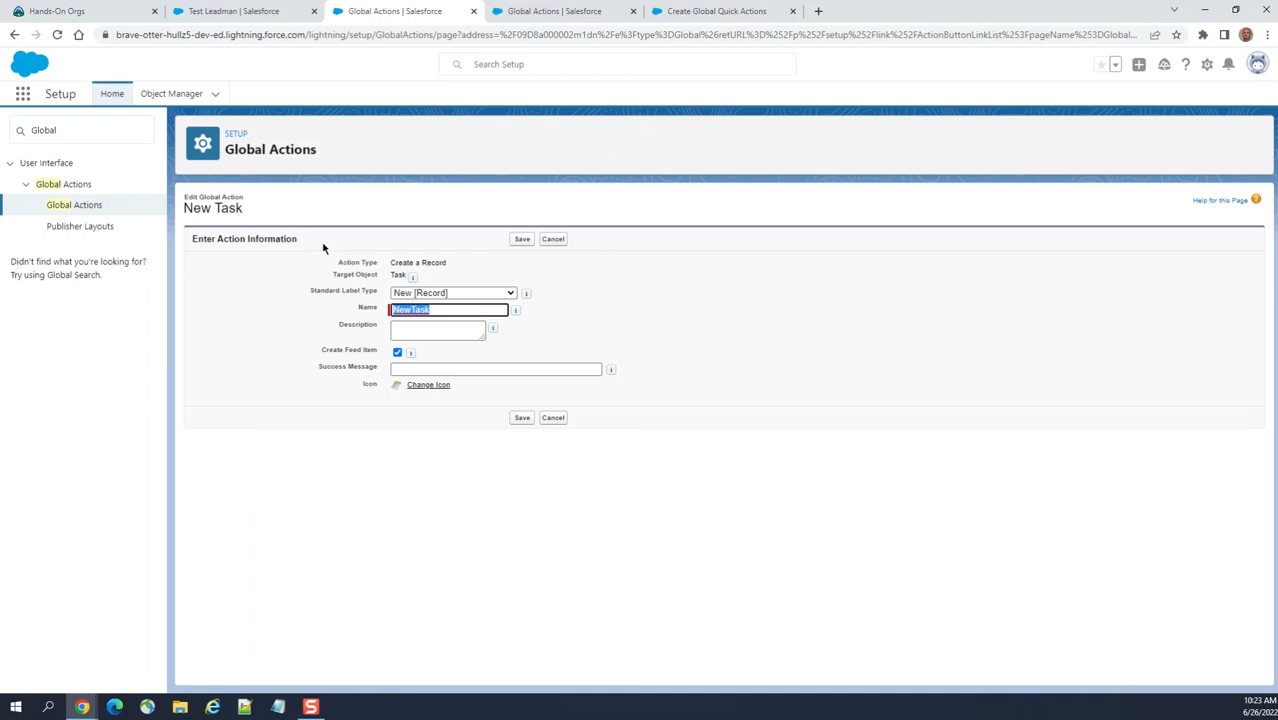 Hands-On Orgs
Test Leadman | Salesforce
Global Actions | Salesforce
Global Actions | Salesforce
Create Global Quick Actions
brave-otter-hullz5-dev-ed.lightning.force.com/lightning/setup/GlobalActions/page?address=%2F09D8a000002m1dn%2Fe%3Ftype%3DGlobal%26retURL%3D%252Fp%252Fsetup%252Flink%252FActionButtonLinkList%253FpageName%253DGlobal...
Search Setup
Setup
Home
Object Manager
Global
User Interface
Global Actions
Global Actions
Publisher Layouts
Didn't find what you're looking for?
Try using Global Search.
SETUP
Global Actions
Edit Global Action
New Task
Help for this Page
Enter Action Information
Save
Cancel
Action Type Create a Record
Target Object Task
Standard Label Type New [Record]
Name NewTask
Description
Create Feed Item
Success Message
Icon Change Icon
Save
Cancel
10:23 AM
6/26/2022